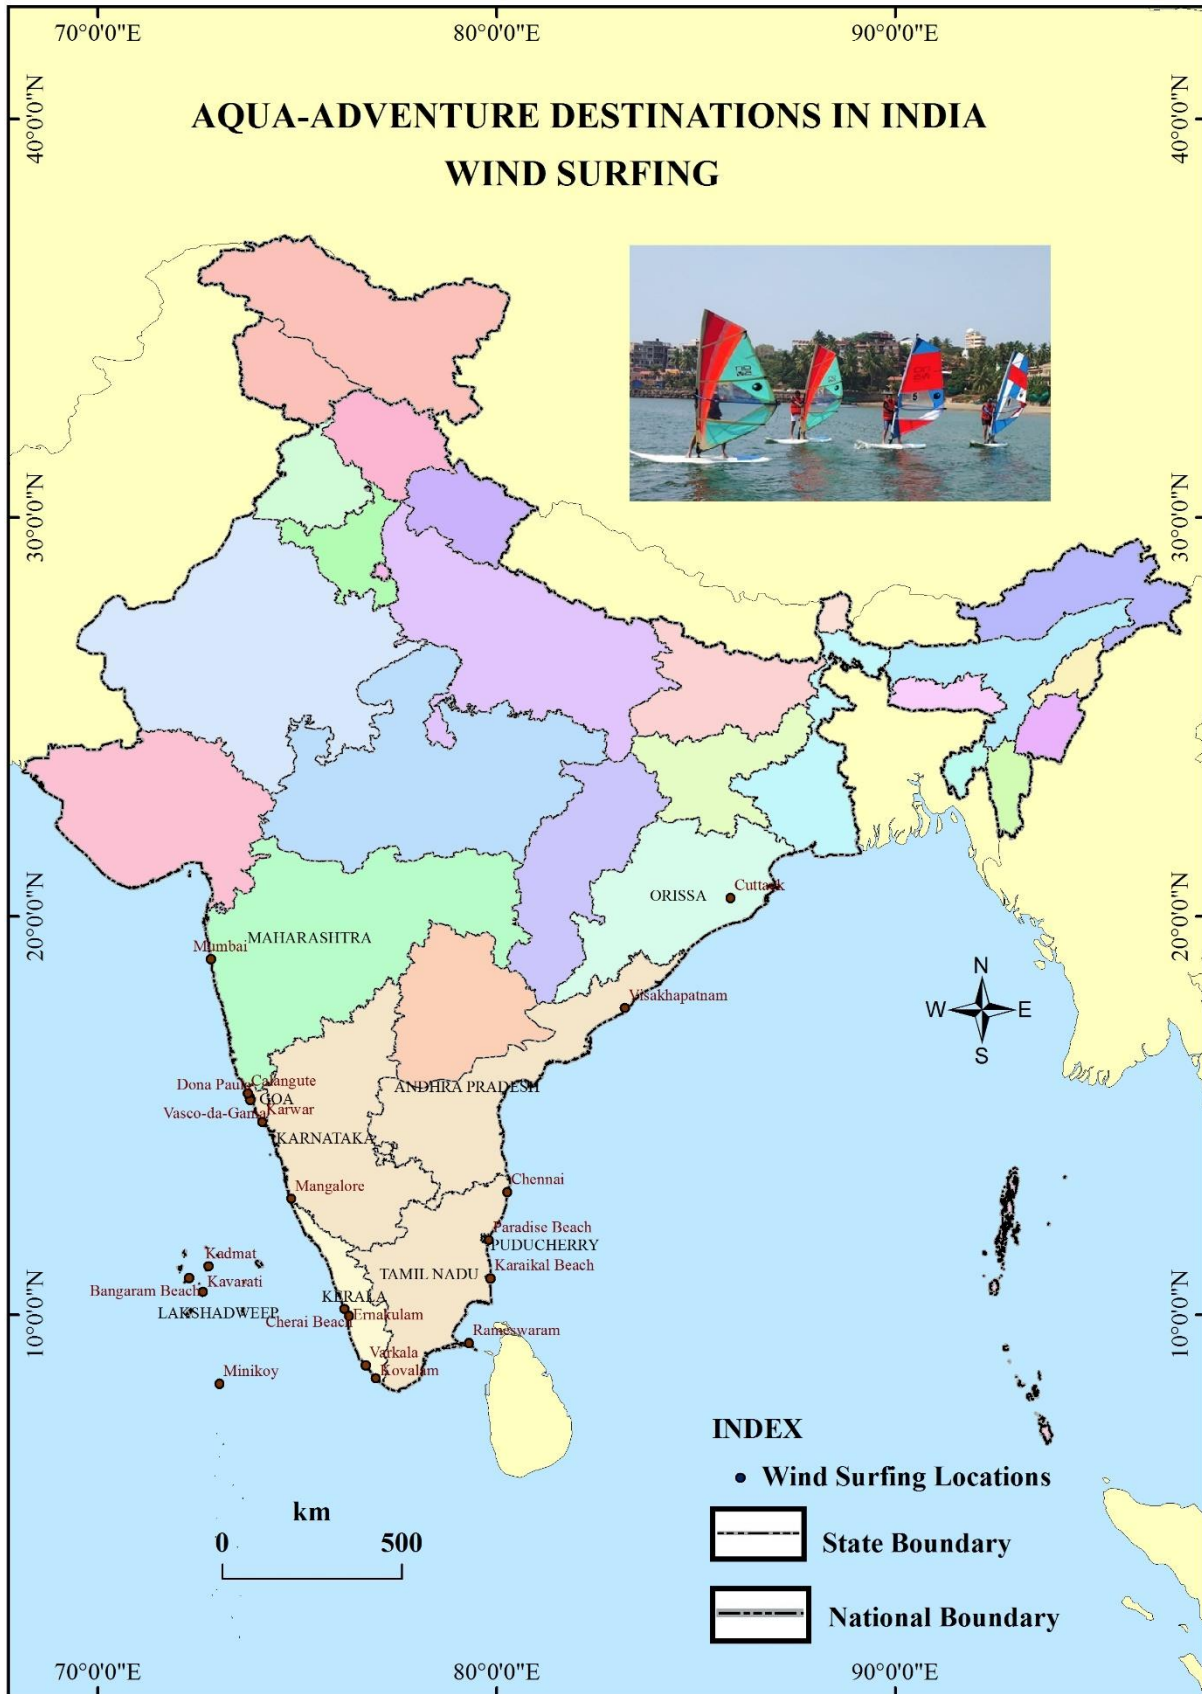 70°0'0"E 80°0'0"E 90°0'0"E
40°0'0"N 40°0'0"N
AQUA-ADVENTURE DESTINATIONS IN INDIA
WIND SURFING
30°0'0"N 30°0'0"N
20°0'0"N 20°0'0"N
Cuttack
ORISSA
MAHARASHTRA
Mumbai
Visakhapatnam
N
W E
S
Dona Paula Calangute
ANDHRA PRADESH
GOA
Vasco-da-Gama Karwar
KARNATAKA
Mangalore
Chennai
Paradise Beach
PUDUCHERRY
Kadmat
TAMIL NADU
Karaikal Beach
Kavarati
Bangaram Beach
KERALA
LAKSHADWEEP
Ernakulam
Cherai Beach
10°0'0"N 10°0'0"N
Rameswaram
Varkala
Minikoy
Kovalam
INDEX
Wind Surfing Locations
km
0 500
State Boundary
National Boundary
70°0'0"E 80°0'0"E 90°0'0"E